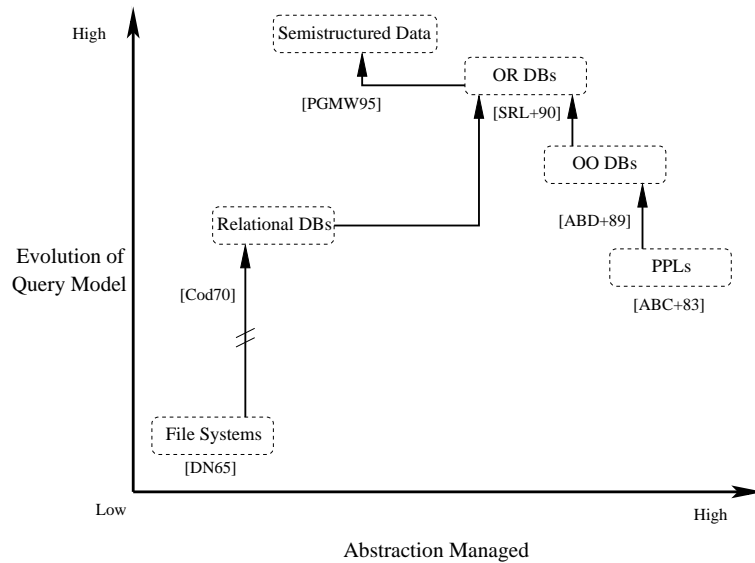 High
Semistructured Data
OR DBs
[PGMW95]
[SRL+90]
OO DBs
Relational DBs
[ABD+89]
Evolution of
Query Model
PPLs
[Cod70]
[ABC+83]
File Systems
[DN65]
Low
High
Abstraction Managed